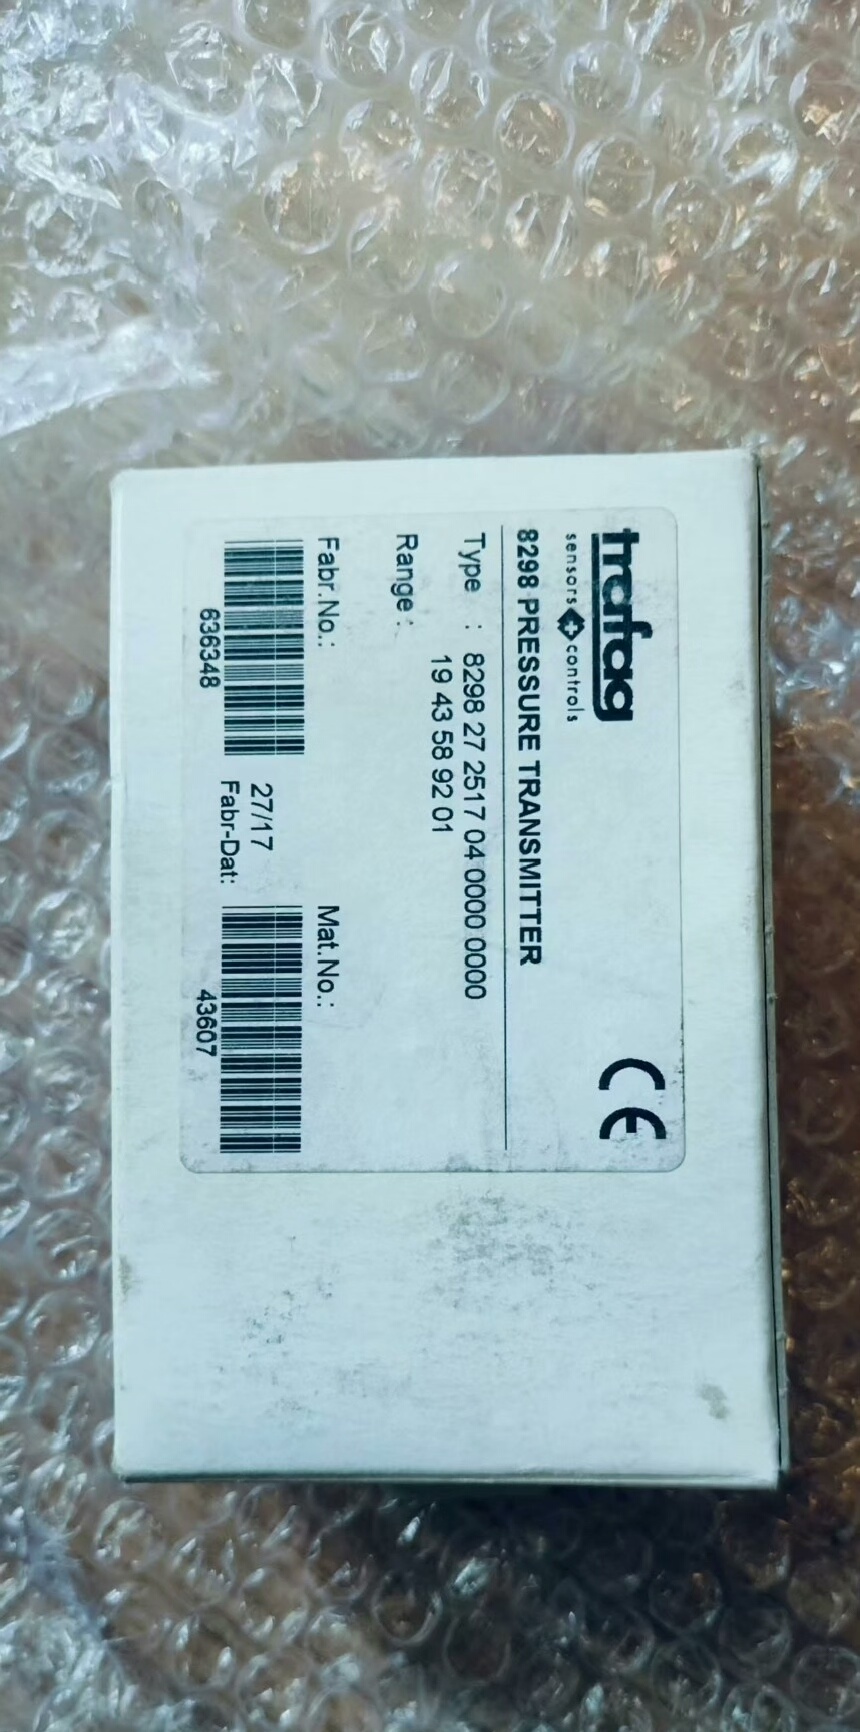 trafag
sensors controls
CE
8298 PRESSURE TRANSMITTER
Type : 8298 27 2517 04 0000 0000
19 43 58 92 01
Range :
Fabr.No.:
Mat.No.:
27/17
Fabr-Dat:
636348
43607